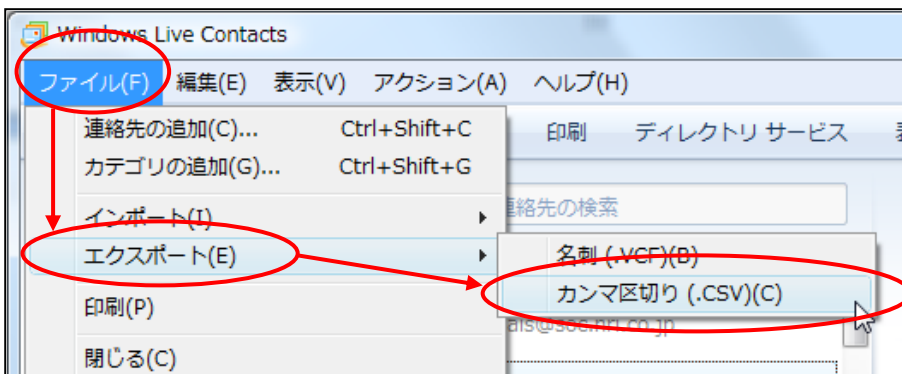 Windows Live Contacts
ファイル(F) 編集(E) 表示(V) アクション(A) ヘルプ(H)
連絡先の追加(C)... Ctrl+Shift+C
印刷 ディレクトリ サービス
カテゴリの追加(G)... Ctrl+Shift+G
インポート(I)
絡先の検索
エクスポート(E)
名刺 (.VCF)(B)
カンマ区切り (.CSV)(C)
印刷(P)
閉じる(C)